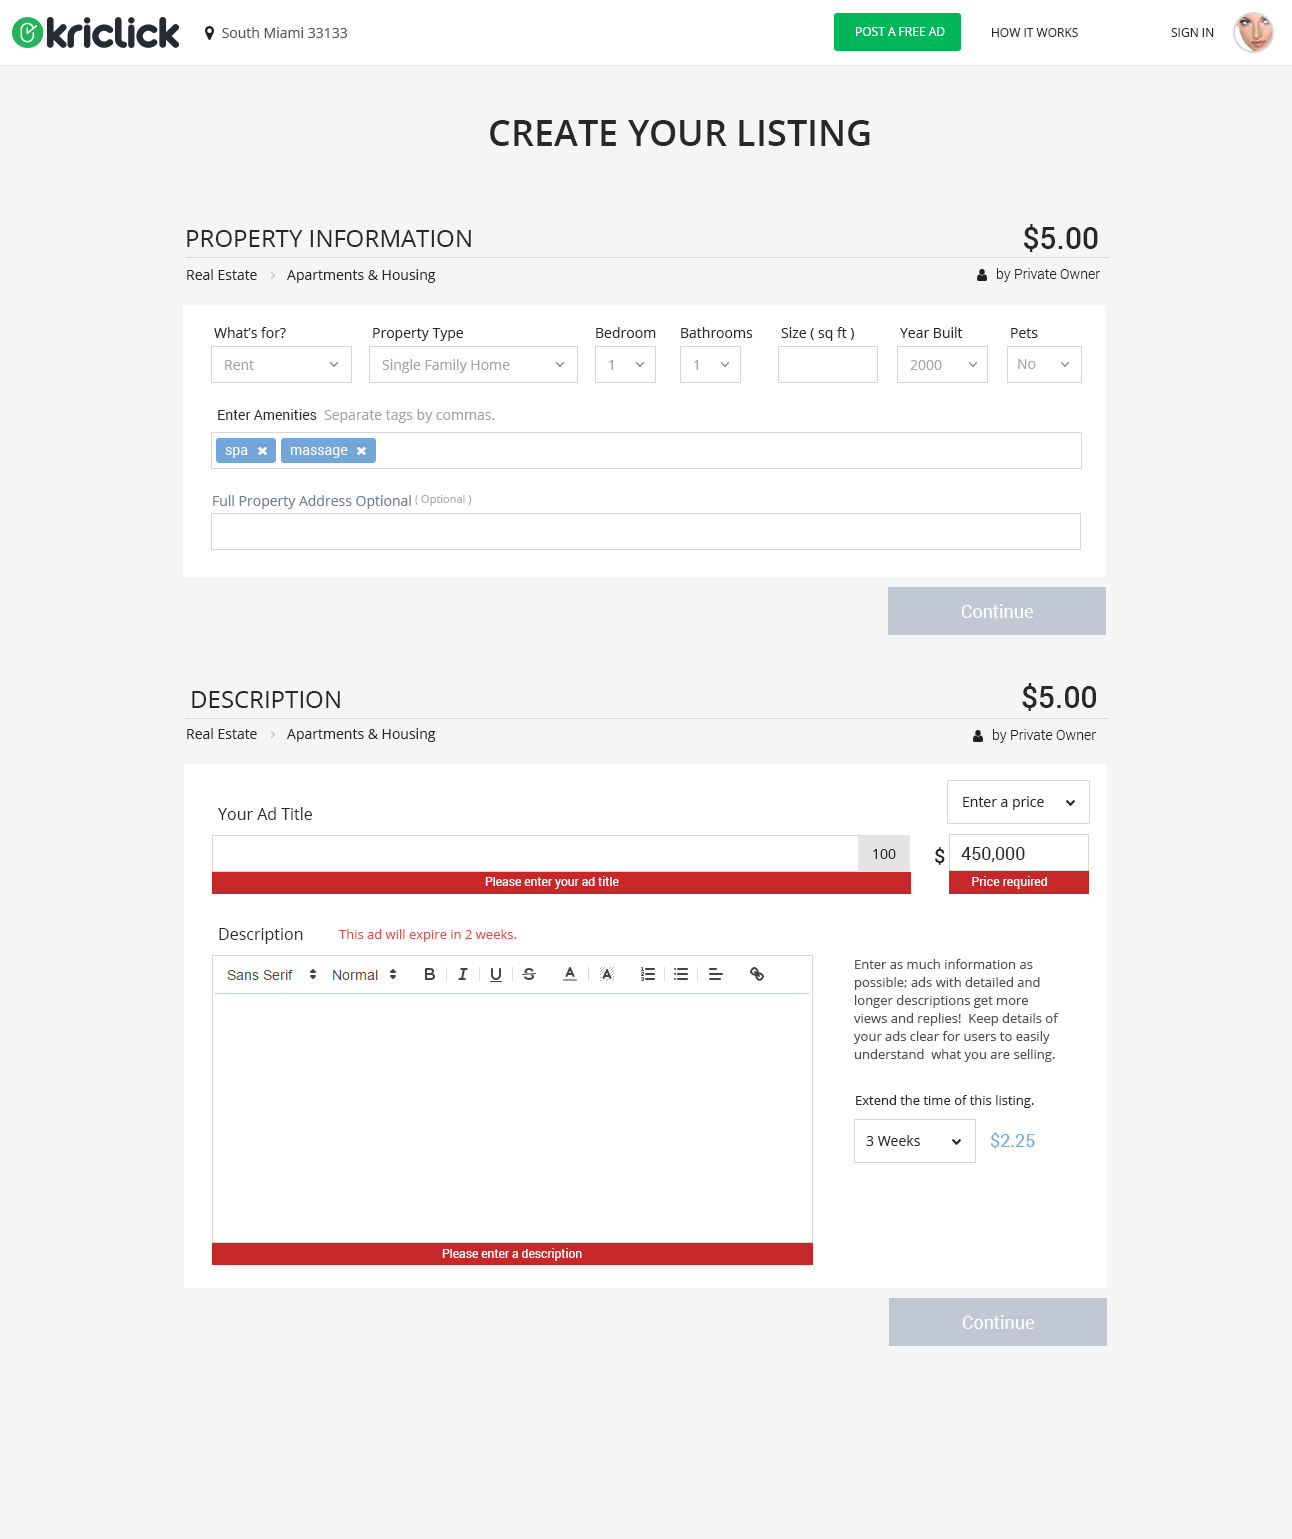 kriclick
South Miami 33133
POST A FREE AD
HOW IT WORKS
SIGN IN
CREATE YOUR LISTING
PROPERTY INFORMATION
$5.00
Real Estate
Apartments & Housing
by Private Owner
What's for?
Property Type
Bedroom
Bathrooms
Size ( sq ft )
Year Built
Pets
Rent
Single Family Home
1
1
2000
No
Enter Amenities Separate tags by commas.
spa
massage
Full Property Address Optional ( Optional )
Continue
DESCRIPTION
$5.00
Real Estate
Apartments & Housing
by Private Owner
Enter a price
Your Ad Title
100
$ 450,000
Please enter your ad title
Price required
Description
This ad will expire in 2 weeks.
Sans Serif
Normal
B
I
U
S
A
A
Enter as much information as
possible; ads with detailed and
longer descriptions get more
views and replies! Keep details of
your ads clear for users to easily
understand what you are selling.
Extend the time of this listing.
3 Weeks
$2.25
Please enter a description
Continue